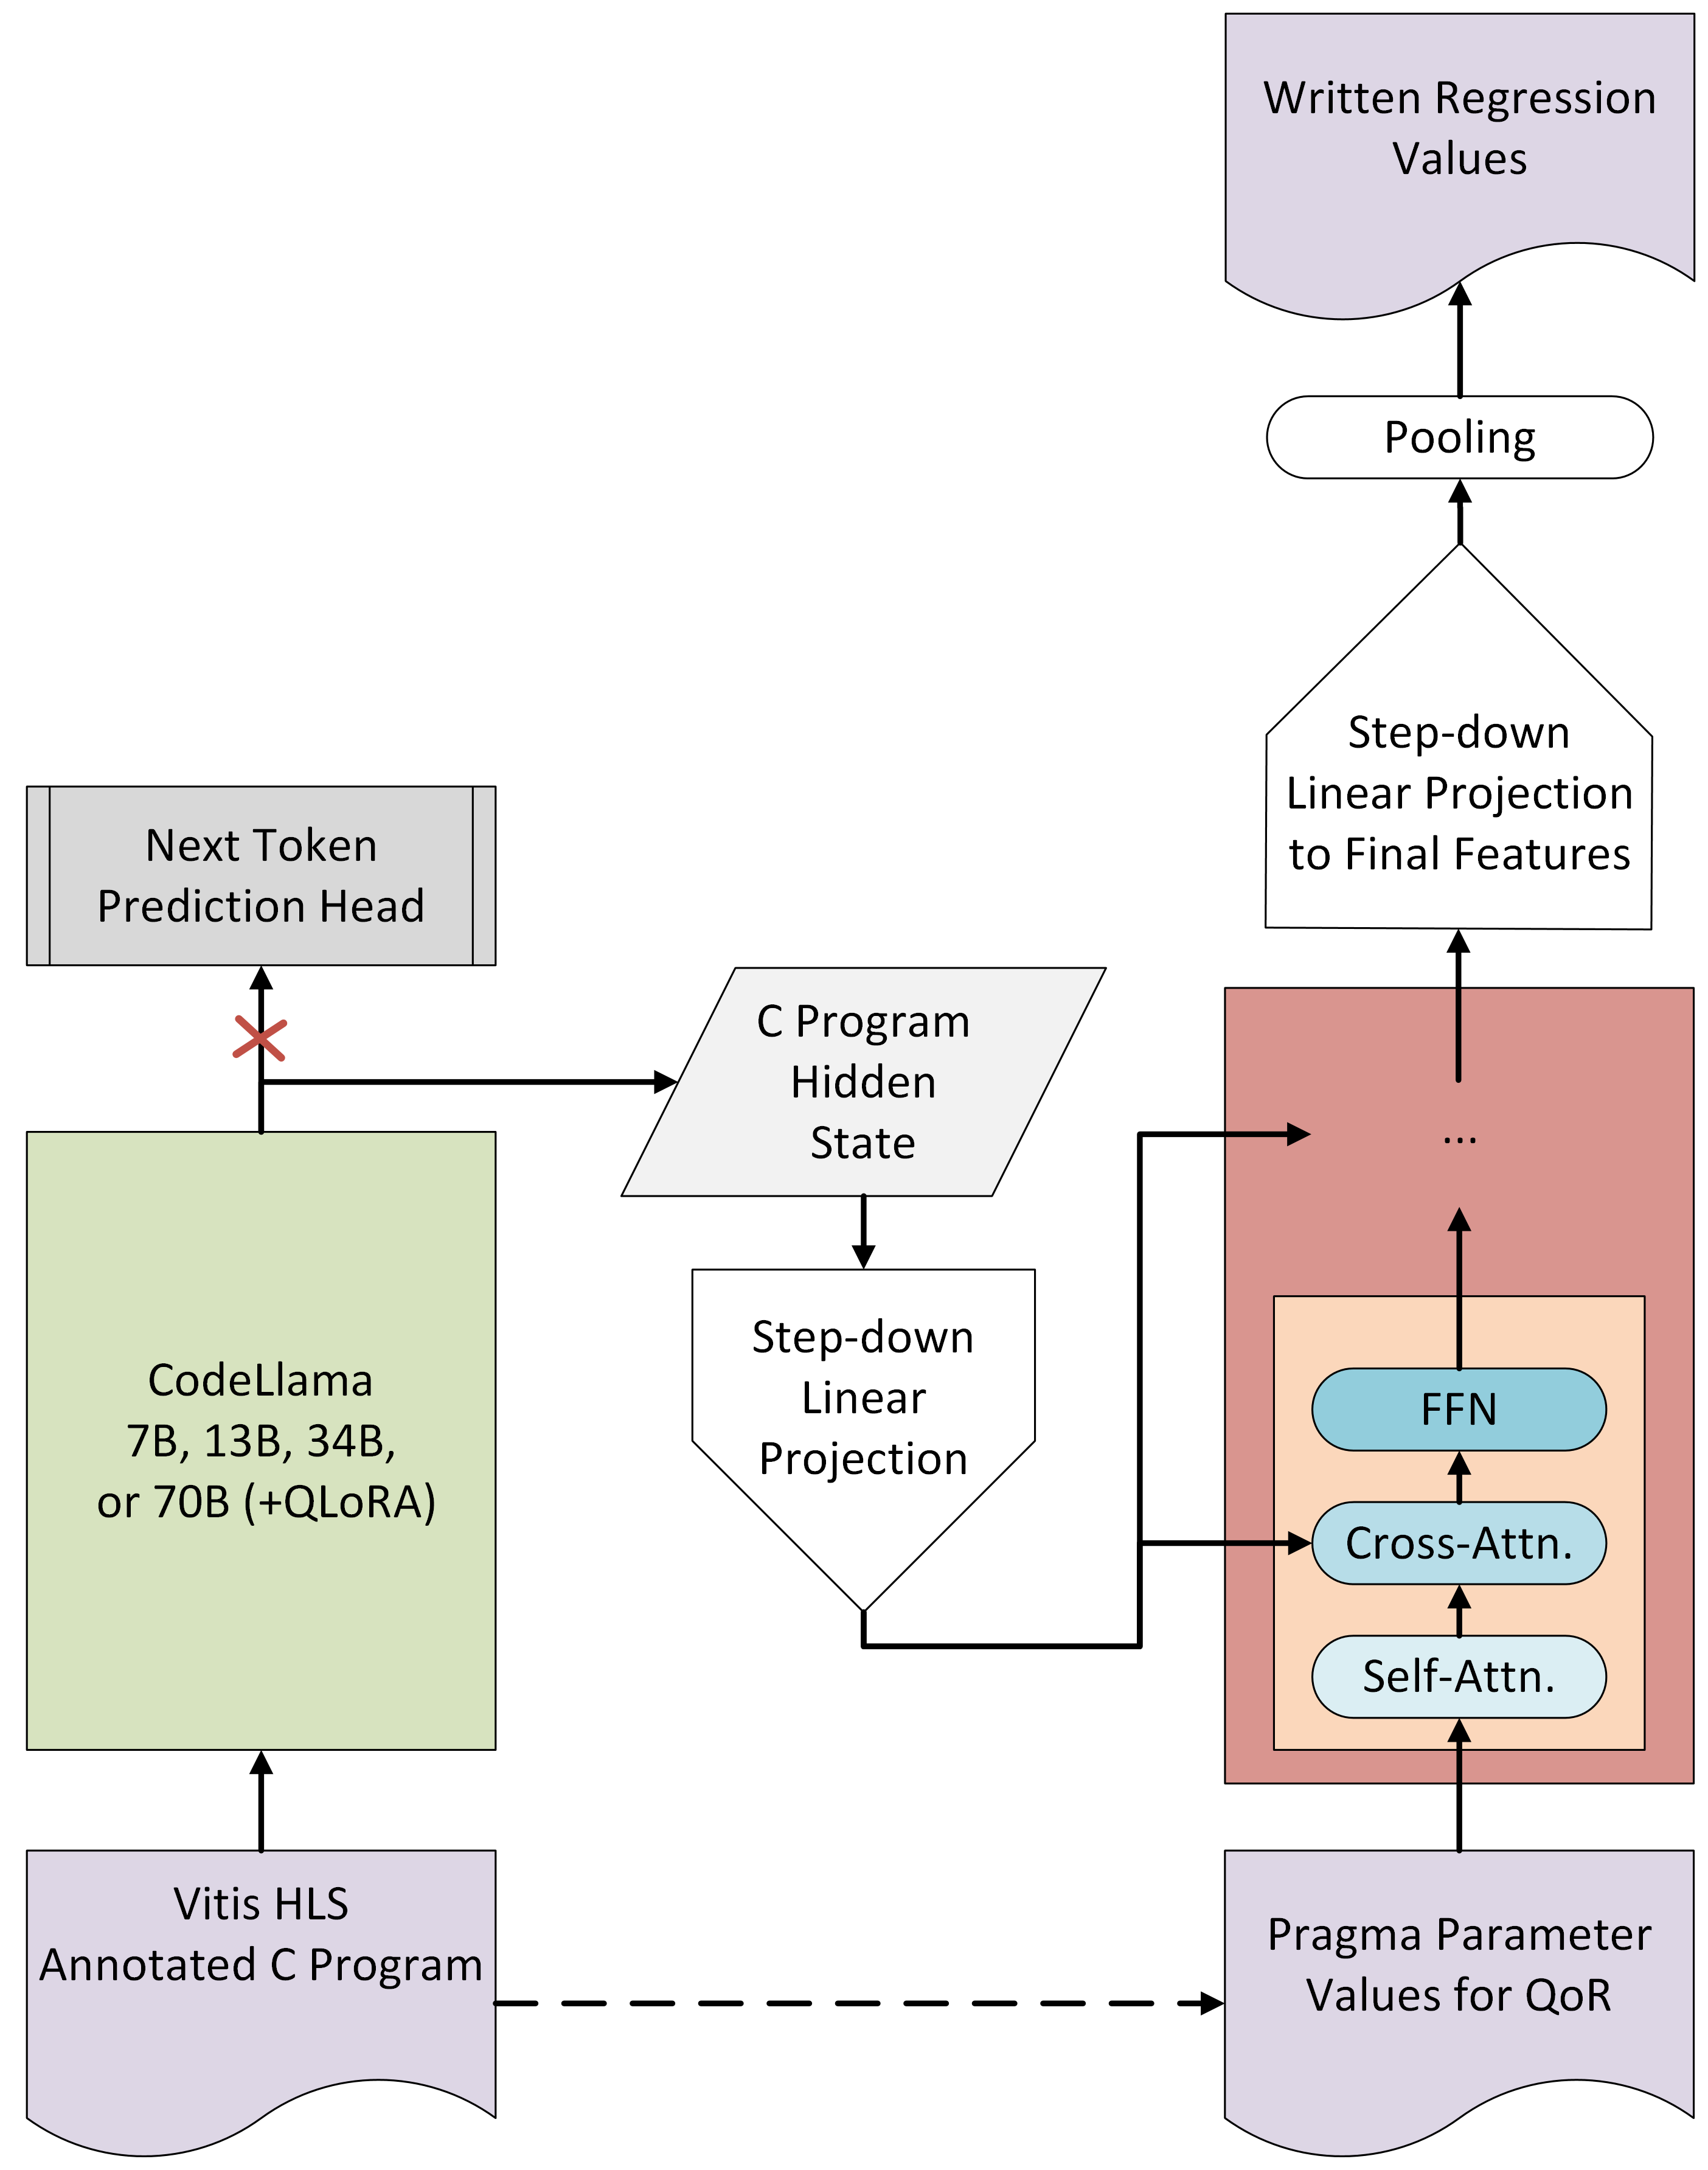 Written Regression
Values
Pooling
Step-down
Linear Projection
to Final Features
Next Token
Prediction Head
C Program
Hidden
State
...
CodeLlama
7B, 13B, 34B,
or 70B (+QLoRA)
Step-down
Linear
Projection
FFN
Cross-Attn.
Self-Attn.
Vitis HLS
Annotated C Program
Pragma Parameter
Values for QoR